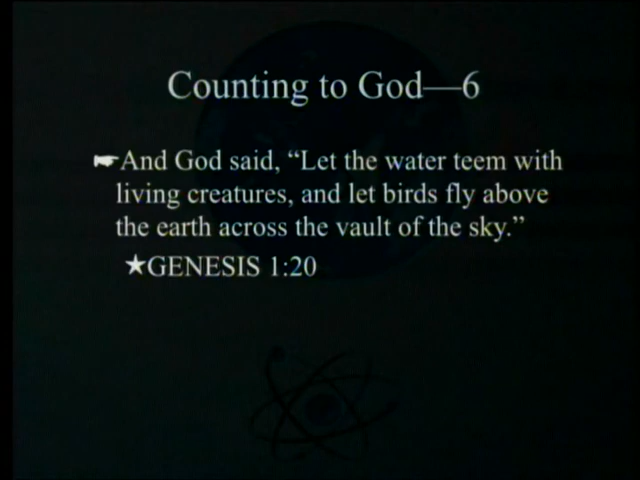 Counting to God—6
☛And God said, “Let the water teem with
living creatures, and let birds fly above
the earth across the vault of the sky.”
★GENESIS 1:20